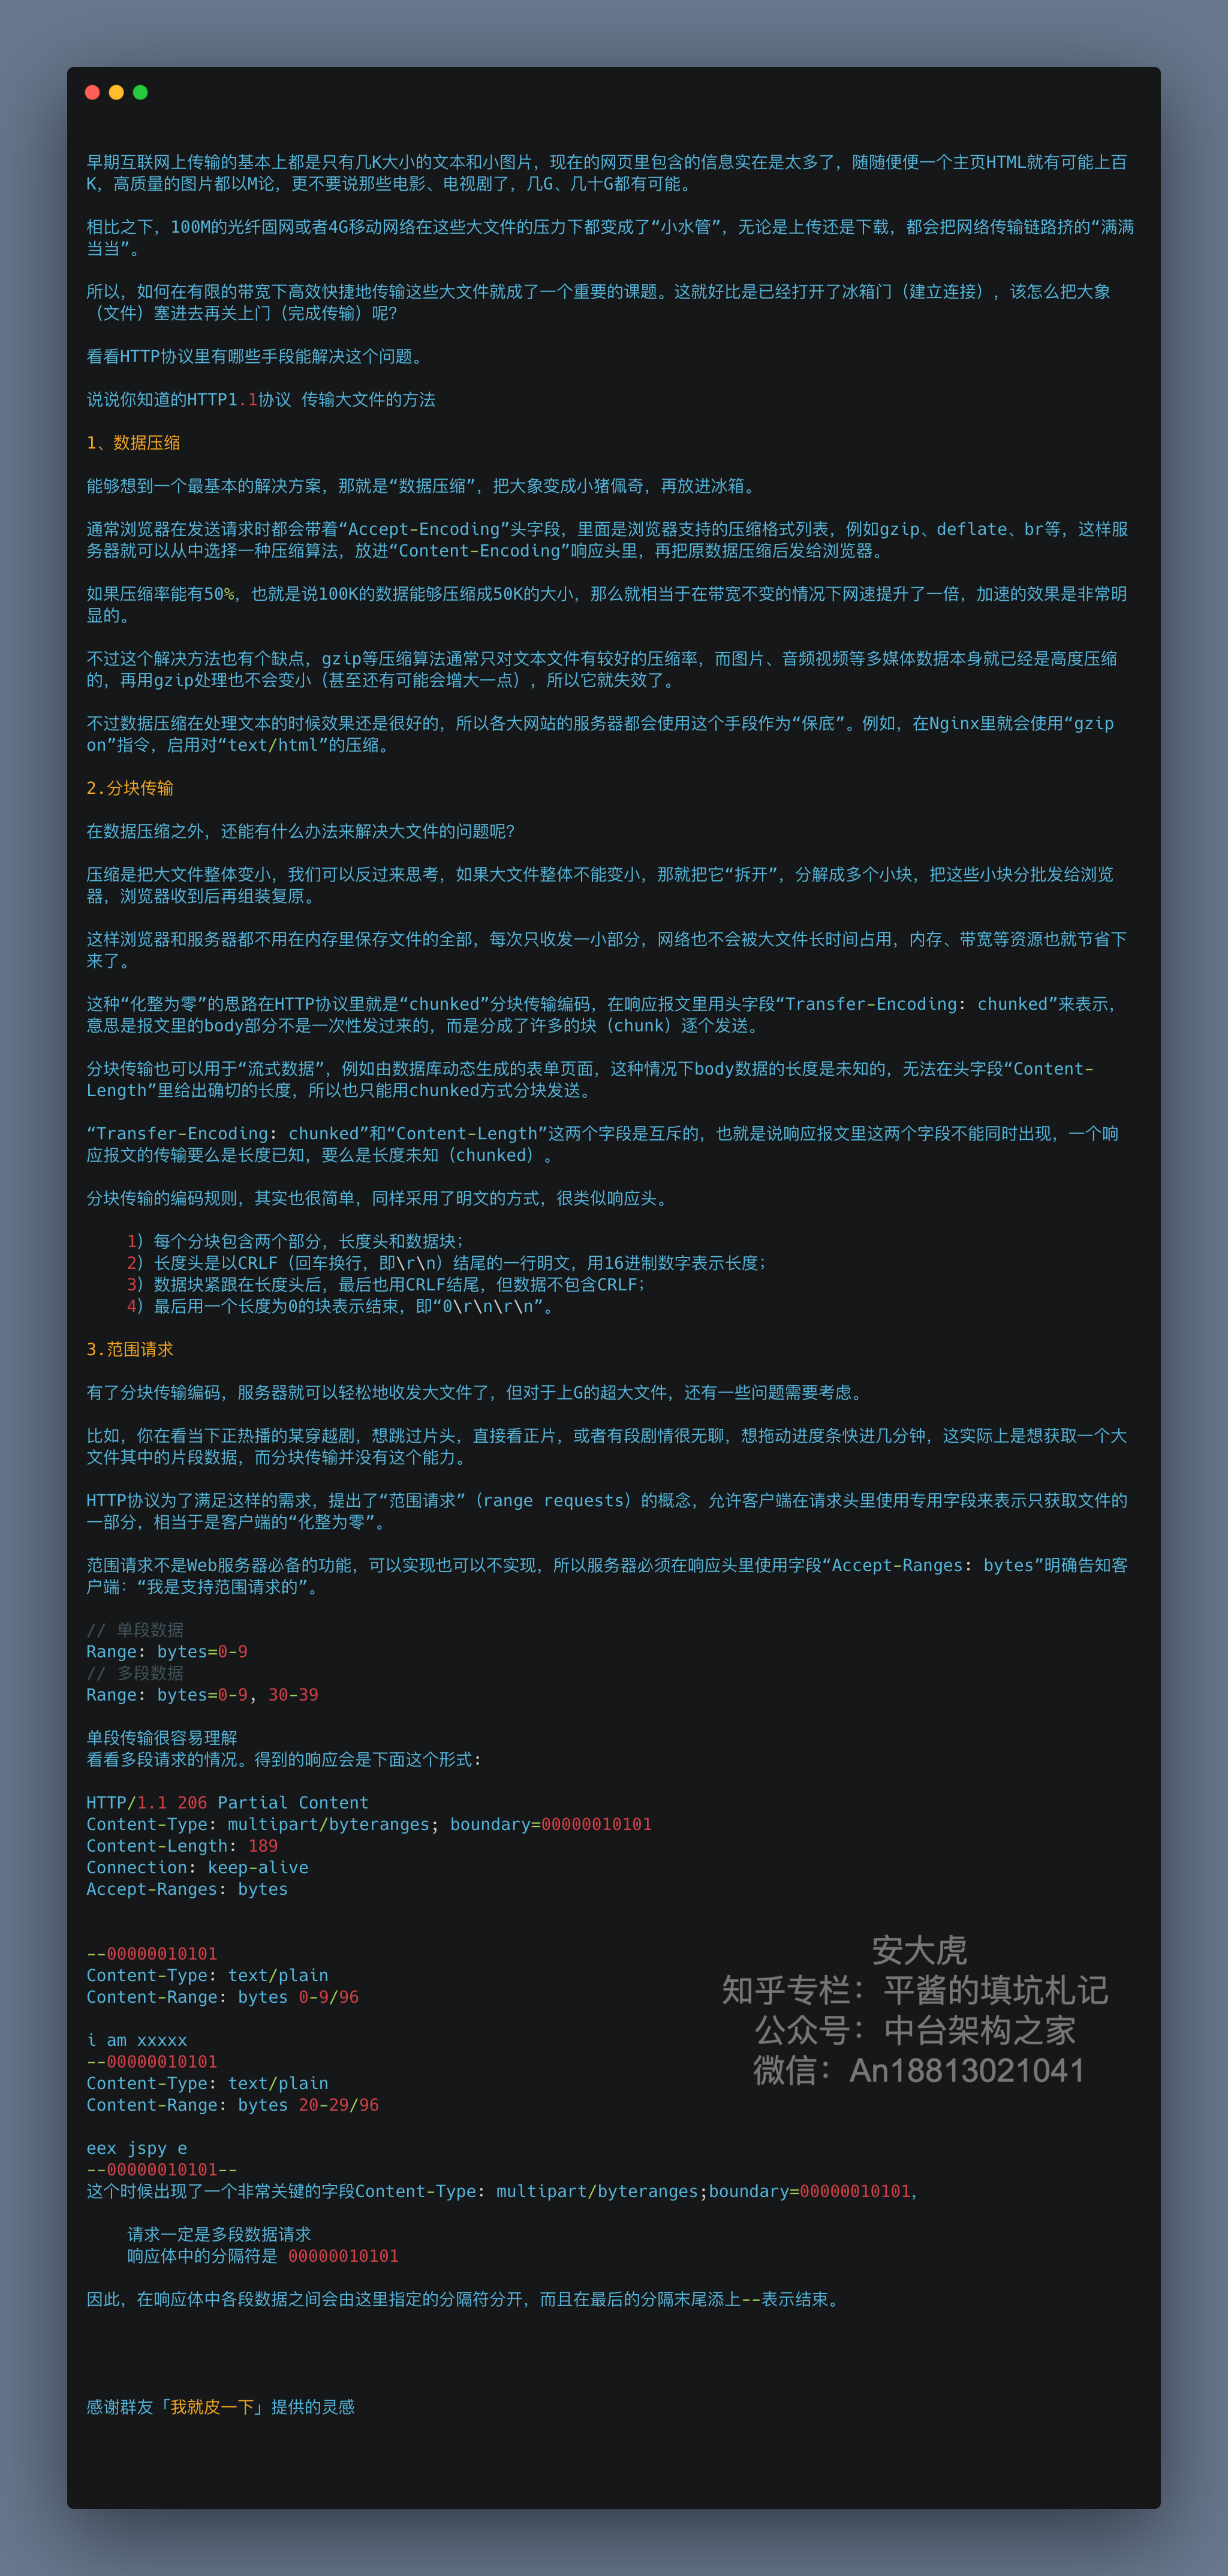 早期互联网上传输的基本上都是只有几K大小的文本和小图片，现在的网页里包含的信息实在是太多了，随随便便一个主页HTML就有可能上百
K，高质量的图片都以M论，更不要说那些电影、电视剧了，几G、几十G都有可能。
相比之下，100M的光纤固网或者4G移动网络在这些大文件的压力下都变成了“小水管”，无论是上传还是下载，都会把网络传输链路挤的“满满
当当”。
所以，如何在有限的带宽下高效快捷地传输这些大文件就成了一个重要的课题。这就好比是已经打开了冰箱门（建立连接），该怎么把大象
（文件）塞进去再关上门（完成传输）呢？
看看HTTP协议里有哪些手段能解决这个问题。
说说你知道的HTTP1.1协议 传输大文件的方法
1、数据压缩
能够想到一个最基本的解决方案，那就是“数据压缩”，把大象变成小猪佩奇，再放进冰箱。
通常浏览器在发送请求时都会带着“Accept-Encoding”头字段，里面是浏览器支持的压缩格式列表，例如gzip、deflate、br等，这样服
务器就可以从中选择一种压缩算法，放进“Content-Encoding”响应头里，再把原数据压缩后发给浏览器。
如果压缩率能有50%，也就是说100K的数据能够压缩成50K的大小，那么就相当于在带宽不变的情况下网速提升了一倍，加速的效果是非常明
显的。
不过这个解决方法也有个缺点，gzip等压缩算法通常只对文本文件有较好的压缩率，而图片、音频视频等多媒体数据本身就已经是高度压缩
的，再用gzip处理也不会变小（甚至还有可能会增大一点），所以它就失效了。
不过数据压缩在处理文本的时候效果还是很好的，所以各大网站的服务器都会使用这个手段作为“保底”。例如，在Nginx里就会使用“gzip
on”指令，启用对“text/html”的压缩。
2.分块传输
在数据压缩之外，还能有什么办法来解决大文件的问题呢？
压缩是把大文件整体变小，我们可以反过来思考，如果大文件整体不能变小，那就把它“拆开”，分解成多个小块，把这些小块分批发给浏览
器，浏览器收到后再组装复原。
这样浏览器和服务器都不用在内存里保存文件的全部，每次只收发一小部分，网络也不会被大文件长时间占用，内存、带宽等资源也就节省下
来了。
这种“化整为零”的思路在HTTP协议里就是“chunked”分块传输编码，在响应报文里用头字段“Transfer-Encoding: chunked”来表示，
意思是报文里的body部分不是一次性发过来的，而是分成了许多的块（chunk）逐个发送。
分块传输也可以用于“流式数据”，例如由数据库动态生成的表单页面，这种情况下body数据的长度是未知的，无法在头字段“Content-
Length”里给出确切的长度，所以也只能用chunked方式分块发送。
“Transfer-Encoding: chunked”和“Content-Length”这两个字段是互斥的，也就是说响应报文里这两个字段不能同时出现，一个响
应报文的传输要么是长度已知，要么是长度未知（chunked）。
分块传输的编码规则，其实也很简单，同样采用了明文的方式，很类似响应头。
1）每个分块包含两个部分，长度头和数据块；
2）长度头是以CRLF（回车换行，即\r\n）结尾的一行明文，用16进制数字表示长度；
3）数据块紧跟在长度头后，最后也用CRLF结尾，但数据不包含CRLF；
4）最后用一个长度为0的块表示结束，即“0\r\n\r\n”。
3.范围请求
有了分块传输编码，服务器就可以轻松地收发大文件了，但对于上G的超大文件，还有一些问题需要考虑。
比如，你在看当下正热播的某穿越剧，想跳过片头，直接看正片，或者有段剧情很无聊，想拖动进度条快进几分钟，这实际上是想获取一个大
文件其中的片段数据，而分块传输并没有这个能力。
HTTP协议为了满足这样的需求，提出了“范围请求”（range requests）的概念，允许客户端在请求头里使用专用字段来表示只获取文件的
一部分，相当于是客户端的“化整为零”。
范围请求不是Web服务器必备的功能，可以实现也可以不实现，所以服务器必须在响应头里使用字段“Accept-Ranges: bytes”明确告知客
户端：“我是支持范围请求的”。
// 单段数据
Range: bytes=0-9
// 多段数据
Range: bytes=0-9, 30-39
单段传输很容易理解
看看多段请求的情况。得到的响应会是下面这个形式:
HTTP/1.1 206 Partial Content
Content-Type: multipart/byteranges; boundary=00000010101
Content-Length: 189
Connection: keep-alive
Accept-Ranges: bytes
--00000010101
Content-Type: text/plain
Content-Range: bytes 0-9/96
i am xxxxx
--00000010101
Content-Type: text/plain
Content-Range: bytes 20-29/96
eex jspy e
--00000010101--
这个时候出现了一个非常关键的字段Content-Type: multipart/byteranges;boundary=00000010101，
请求一定是多段数据请求
响应体中的分隔符是 00000010101
因此，在响应体中各段数据之间会由这里指定的分隔符分开，而且在最后的分隔末尾添上--表示结束。
感谢群友「我就皮一下」提供的灵感
安大虎
知乎专栏：平酱的填坑札记
公众号：中台架构之家
微信：An18813021041